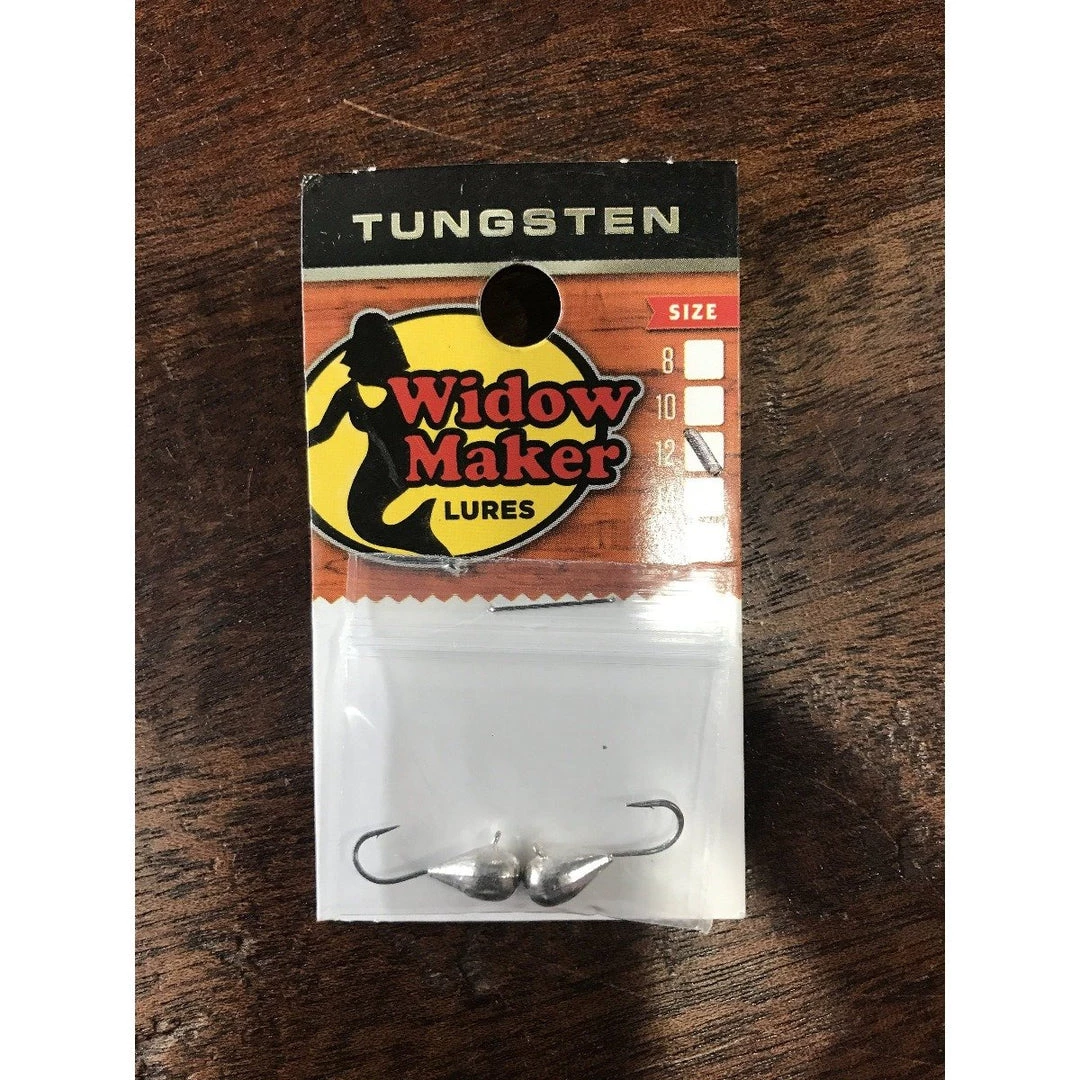 TUNGSTEN
SIZE
8
10
12
Widow
Maker
LURES